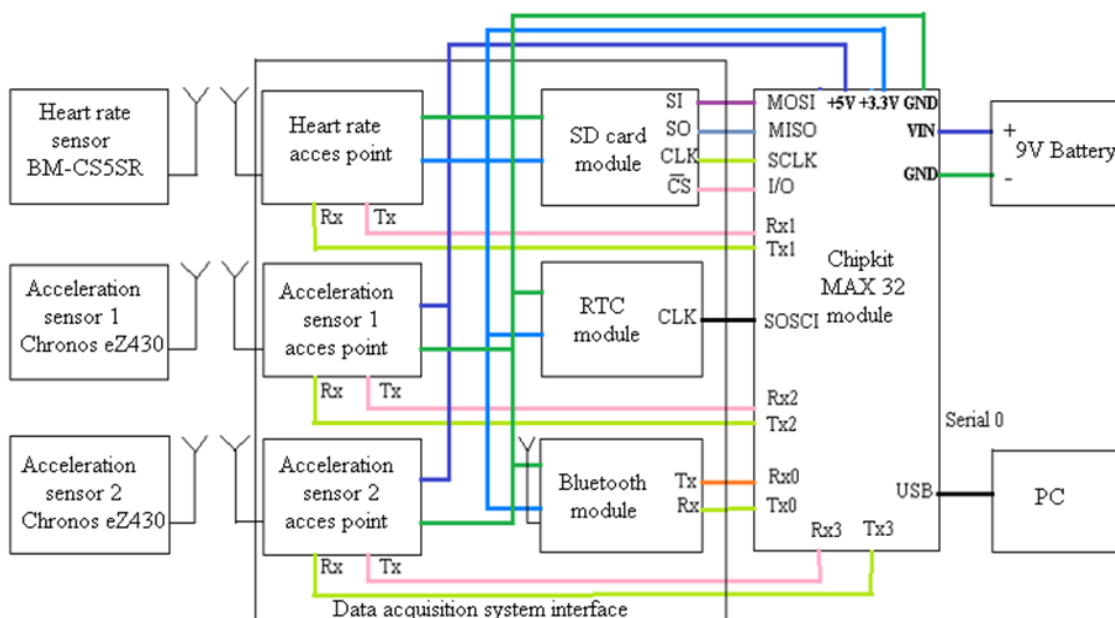 Heart rate
sensor
BM-CS5SR
Heart rate
acces point
Rx
Tx
SI
SO
CLK
C̅S̅
SD card
module
MOSI
MISO
SCLK
I/O
+5V
+3.3V
GND
VIN
GND
+
9V Battery
-
Rx1
Tx1
Acceleration
sensor 1
Chronos eZ430
Acceleration
sensor 1
acces point
Rx
Tx
RTC
module
CLK
SOSCI
Chipkit
MAX 32
module
Rx2
Tx2
Serial 0
Acceleration
sensor 2
Chronos eZ430
Acceleration
sensor 2
acces point
Rx
Tx
Bluetooth
module
Tx
Rx
Rx0
Tx0
Rx3
Tx3
USB
PC
Data acquisition system interface